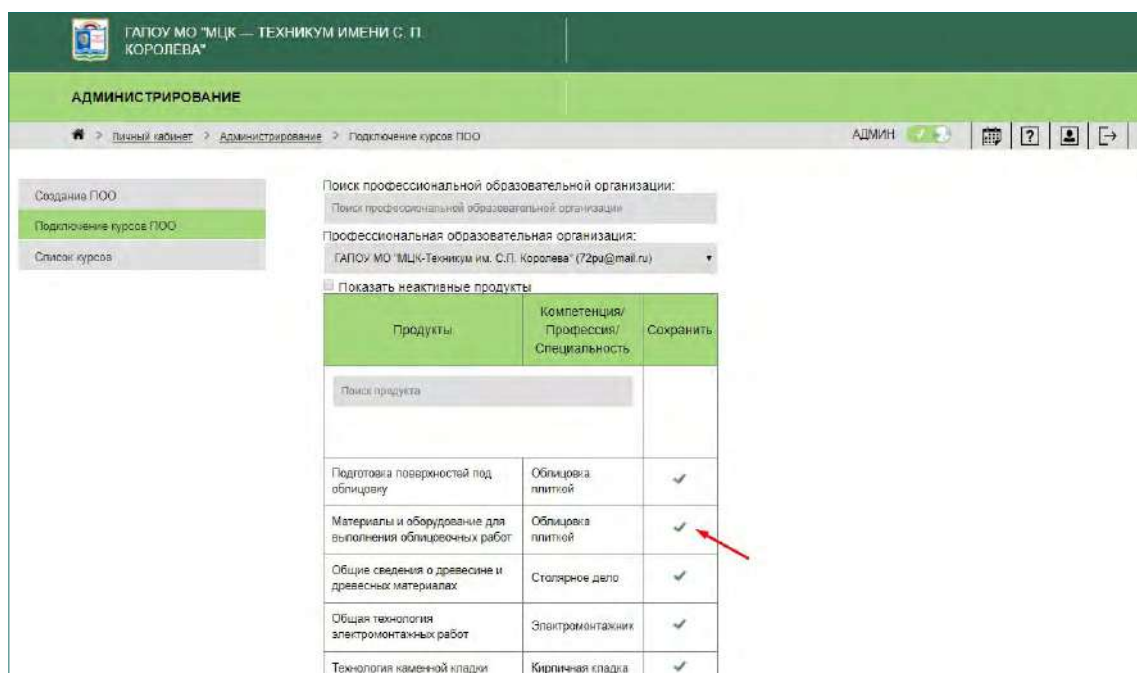 ГАПОУ МО "МЦК — ТЕХНИКУМ ИМЕНИ С. П.
КОРОЛЁВА"
АДМИНИСТРИРОВАНИЕ
> Личный кабинет > Администрирование > Подключение курсов ПОО
АДМИН
Создание ПОО
Подключение курсов ПОО
Список курсов
Поиск профессиональной образовательной организации:
Поиск профессиональной образовательной организации
Профессиональная образовательная организация:
ГАПОУ МО "МЦК-Техникум им. С.П. Королева" (72pu@mail.ru)
Показать неактивные продукты
Продукты
Компетенция/
Профессия/
Специальность
Сохранить
Поиск продукта
Подготовка поверхностей под
облицовку
Облицовка
плиткой
Материалы и оборудование для
выполнения облицовочных работ
Облицовка
плиткой
Общие сведения о древесине и
древесных материалах
Столярное дело
Общая технология
электромонтажных работ
Электромонтажник
Технология каменной кладки
Кирпичная кладка